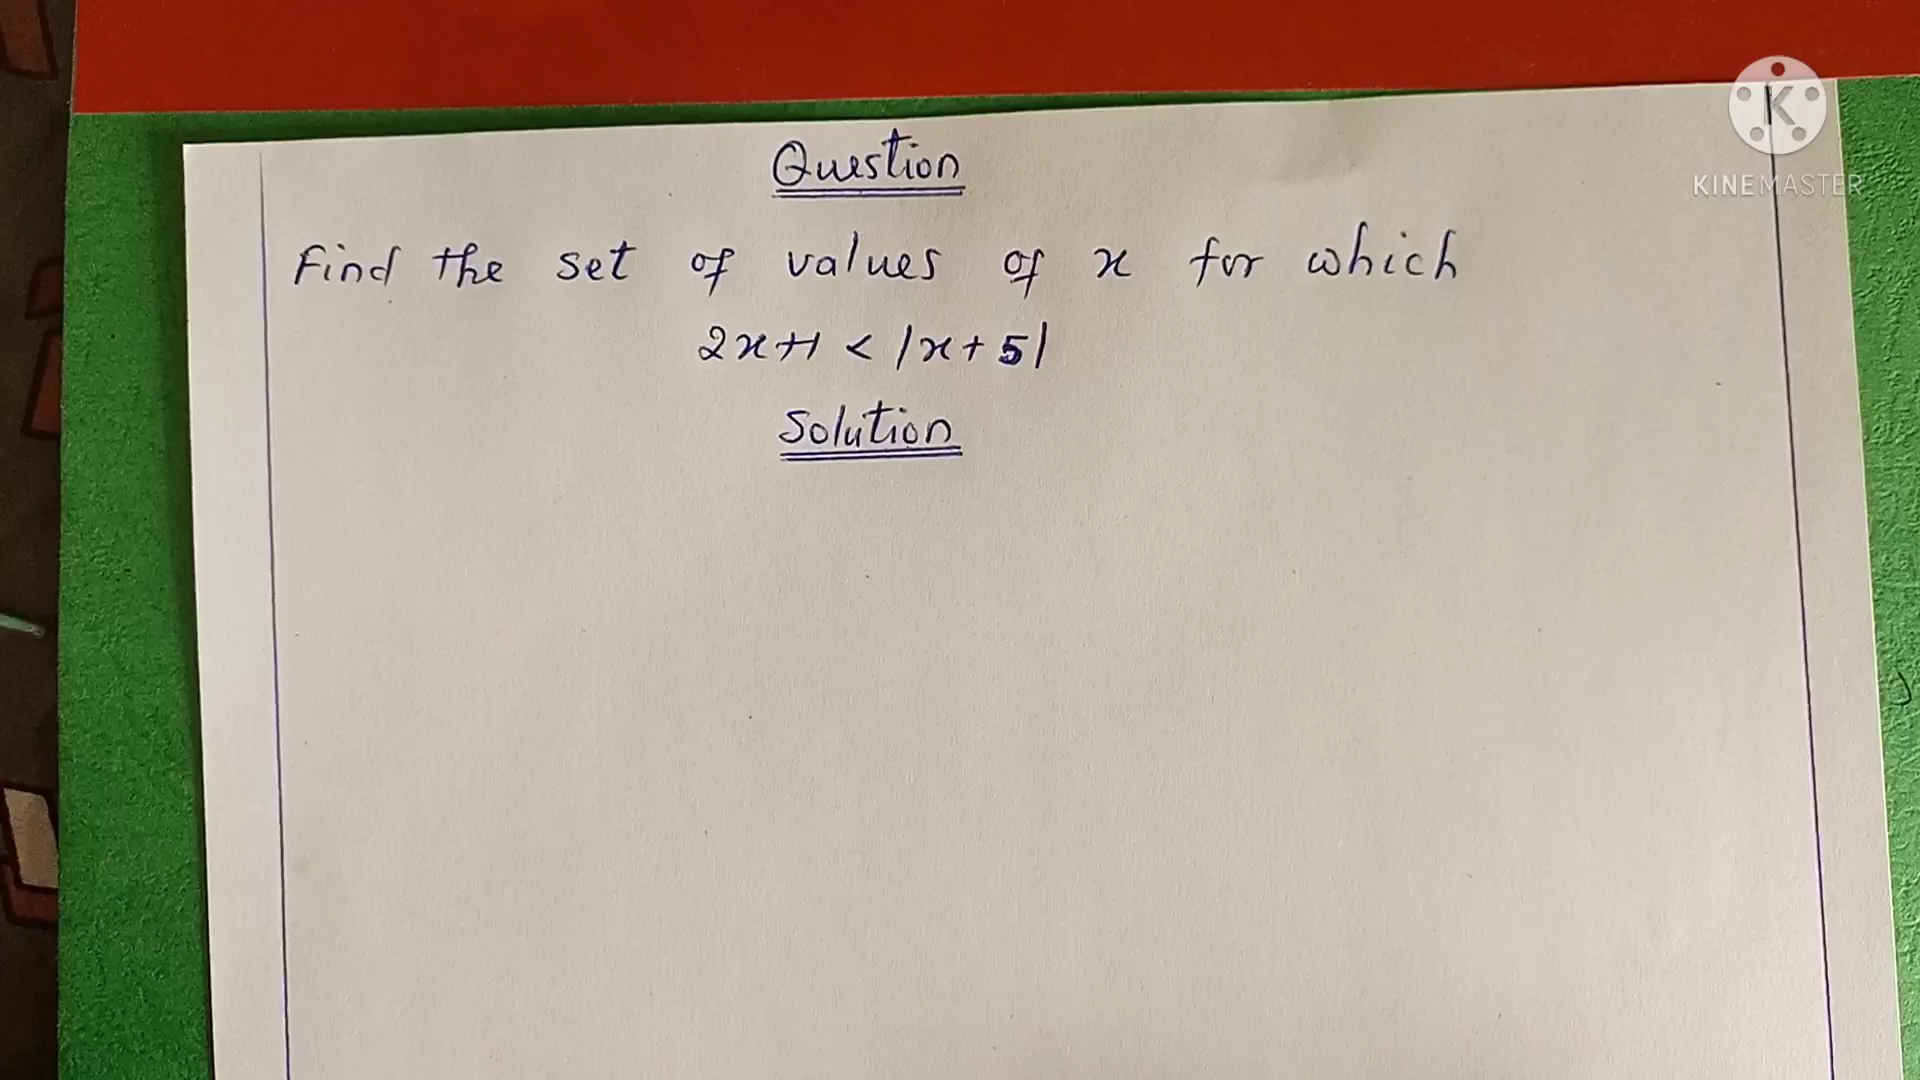 Question
Find the set of values of x for which
2x+1 < |x+5|
Solution
K
KINEMASTER